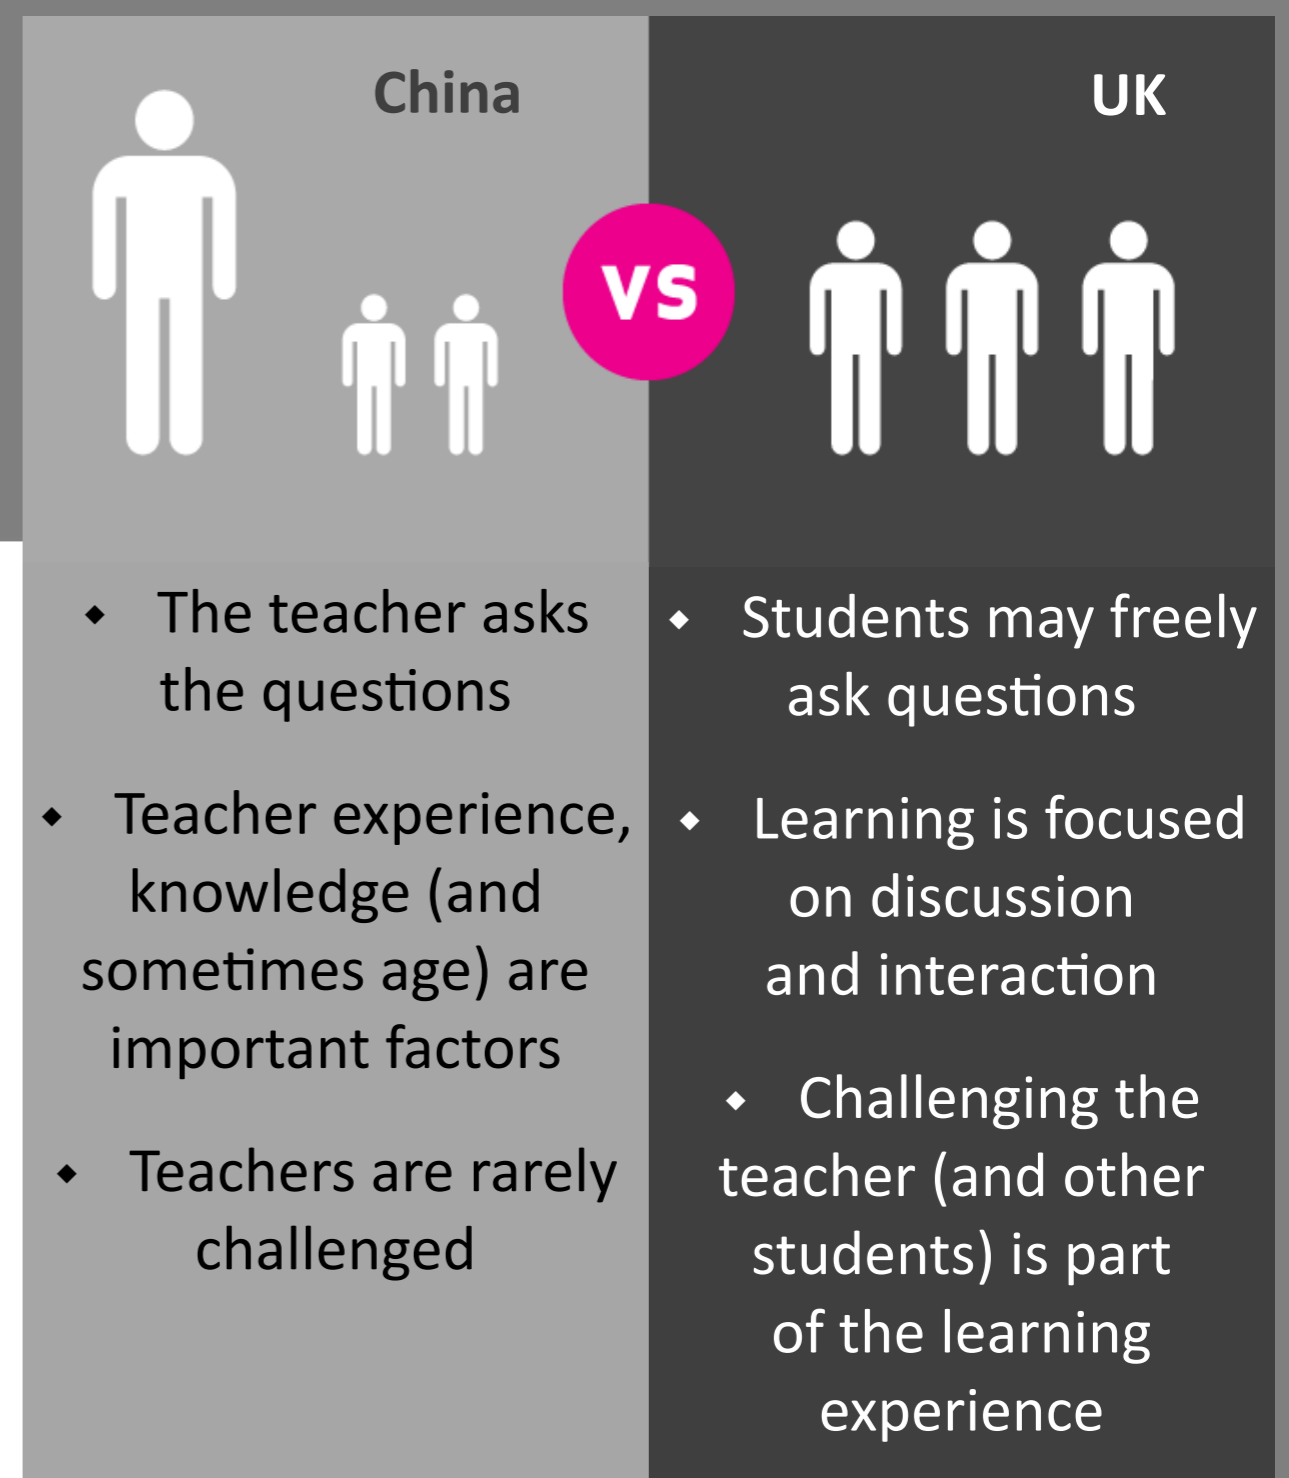 China
VS
UK
⬥ The teacher asks
the questions
⬥ Teacher experience,
knowledge (and
sometimes age) are
important factors
⬥ Teachers are rarely
challenged
⬥ Students may freely
ask questions
⬥ Learning is focused
on discussion
and interaction
⬥ Challenging the
teacher (and other
students) is part
of the learning
experience